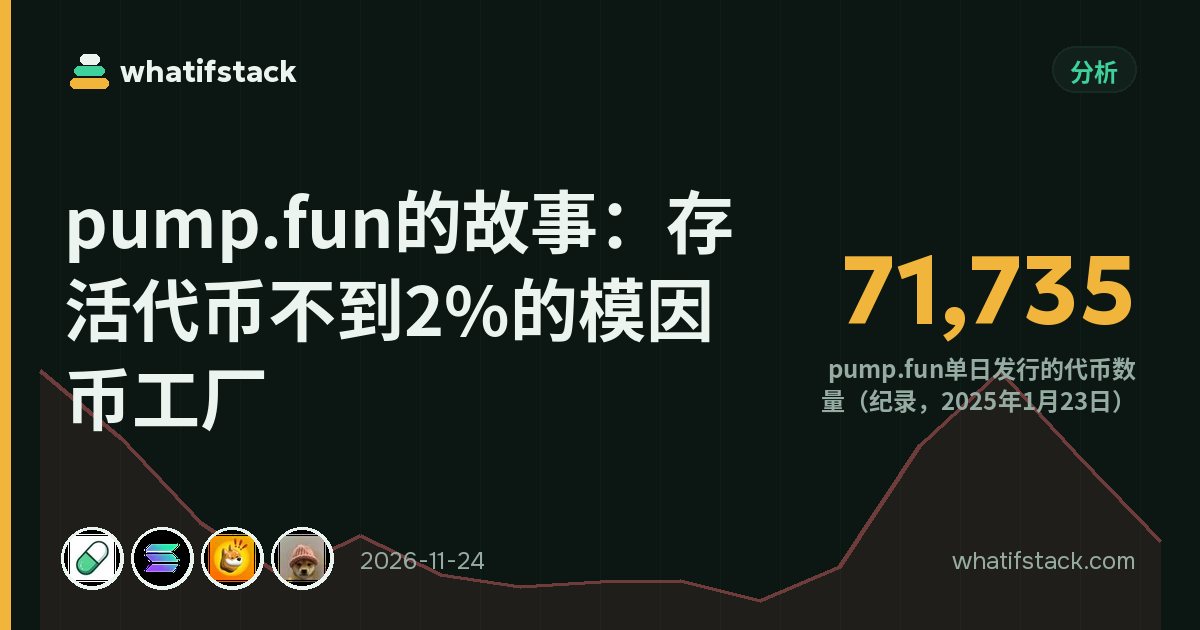 whatifstack
分析
pump.fun的故事：存
活代币不到2%的模因
币工厂
71,735
pump.fun单日发行的代币数
量（纪录，2025年1月23日）
2026-11-24
whatifstack.com